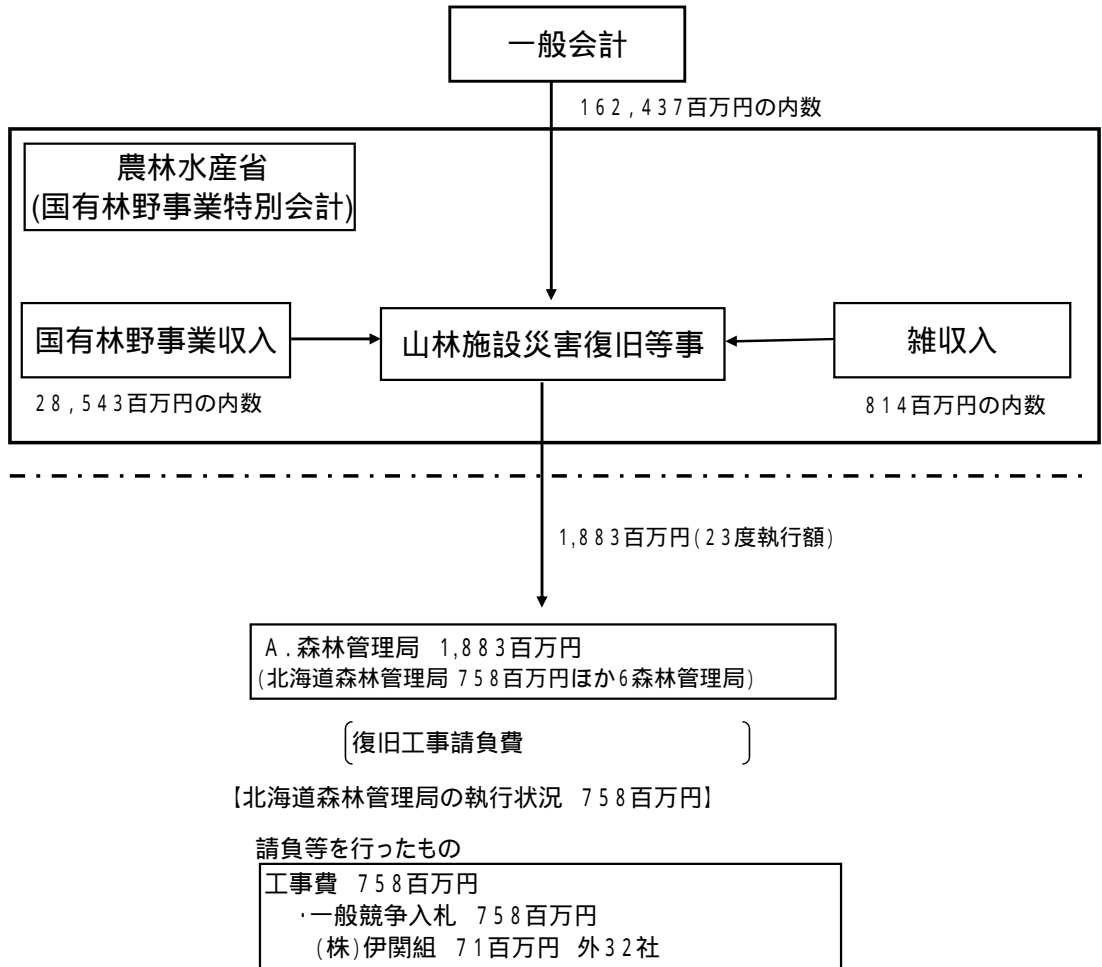 一般会計
162,437百万円の内数
農林水産省
(国有林野事業特別会計)
国有林野事業収入
山林施設災害復旧等事
雑収入
28,543百万円の内数
814百万円の内数
1,883百万円(23度執行額)
A.森林管理局 1,883百万円
(北海道森林管理局 758百万円ほか6森林管理局)
復旧工事請負費
【北海道森林管理局の執行状況 758百万円】
請負等を行ったもの
工事費 758百万円
・一般競争入札 758百万円
(株)伊関組 71百万円 外32社